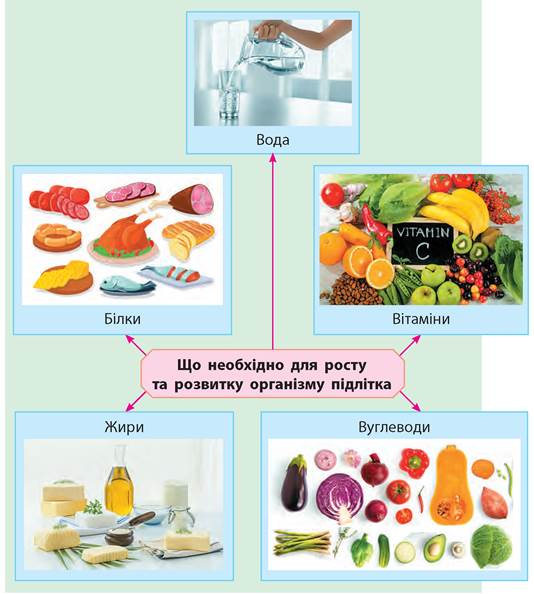 Вода
Білки
VITAMIN
C
Вітаміни
Що необхідно для росту
та розвитку організму підлітка
Жири
Вуглеводи